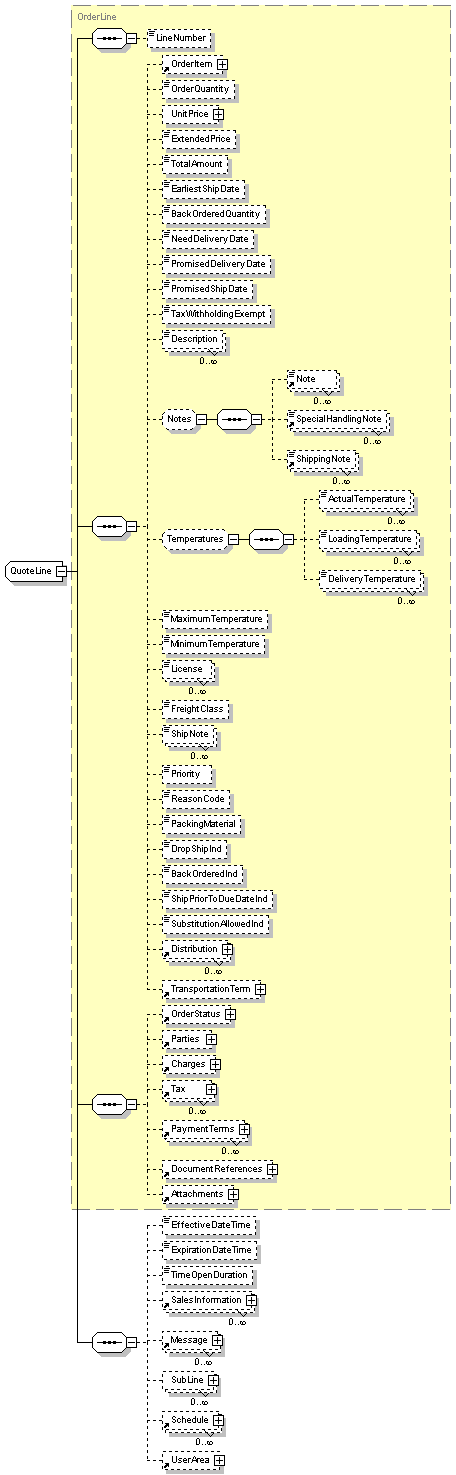 OrderLine
LineNumber
OrderItem
OrderQuantity
UnitPrice
ExtendedPrice
TotalAmount
EarliestShipDate
BackOrderedQuantity
NeedDeliveryDate
PromisedDeliveryDate
PromisedShipDate
TaxWithholdingExempt
Description
0..∞
Note
0..∞
Notes
SpecialHandlingNote
0..∞
ShippingNote
0..∞
ActualTemperature
0..∞
Temperatures
LoadingTemperature
0..∞
QuoteLine
DeliveryTemperature
0..∞
MaximumTemperature
MinimumTemperature
License
0..∞
FreightClass
ShipNote
0..∞
Priority
ReasonCode
PackingMaterial
DropShipInd
BackOrderedInd
ShipPriorToDueDateInd
SubstitutionAllowedInd
Distribution
0..∞
TransportationTerm
OrderStatus
Parties
Charges
Tax
0..∞
PaymentTerms
0..∞
DocumentReferences
Attachments
EffectiveDateTime
ExpirationDateTime
TimeOpenDuration
SalesInformation
0..∞
Message
0..∞
SubLine
0..∞
Schedule
0..∞
UserArea